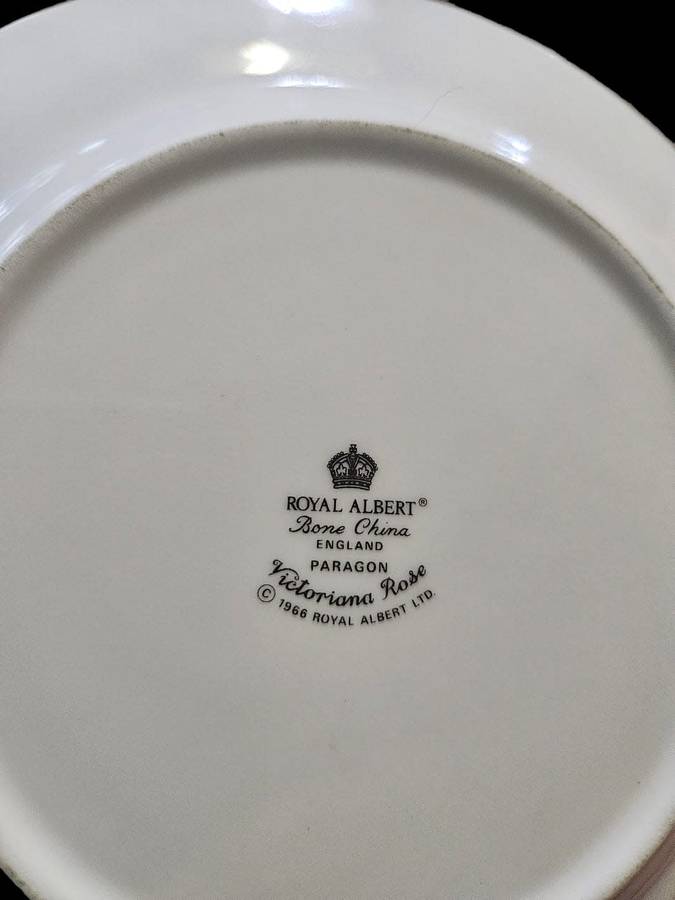 ROYAL ALBERT®
Bone China
ENGLAND
PARAGON
Victoriana Rose
© 1966 ROYAL ALBERT LTD.